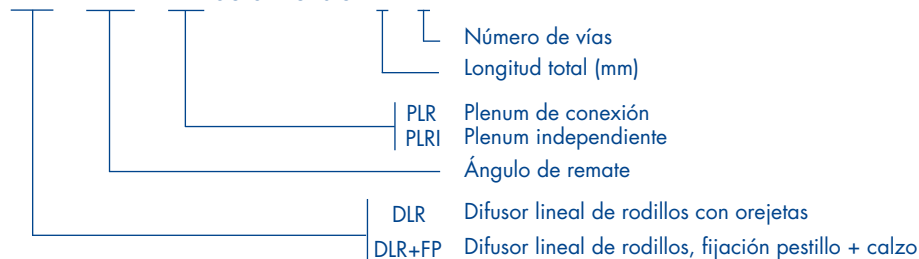 Número de vías
Longitud total (mm)
PLR Plenum de conexión
PLRI Plenum independiente
Ángulo de remate
DLR Difusor lineal de rodillos con orejetas
DLR+FP Difusor lineal de rodillos, fijación pestillo + calzo